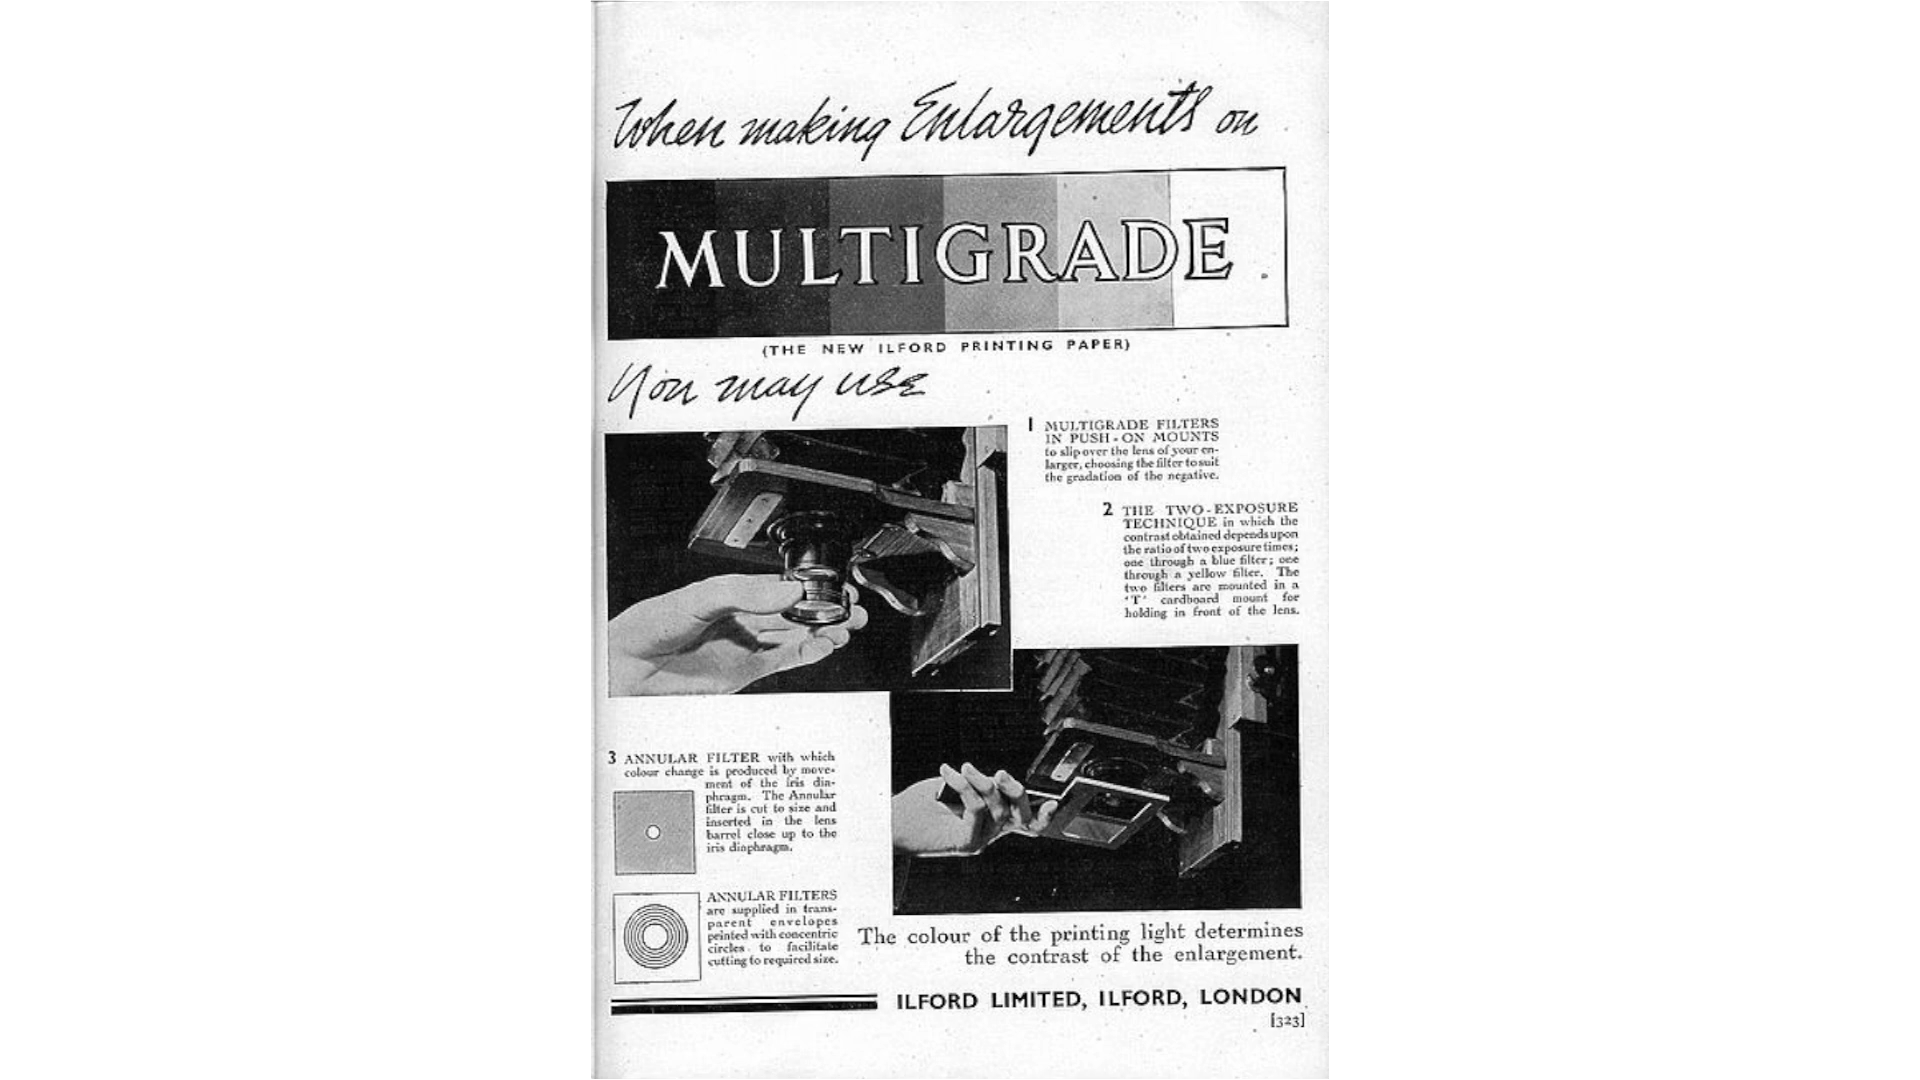 When making Enlargements on
MULTIGRADE
(THE NEW ILFORD PRINTING PAPER)
You may use
1 MULTIGRADE FILTERS
IN PUSH-ON MOUNTS
to slip over the lens of your en-
larger, choosing the filter to suit
the gradation of the negative.
2 THE TWO-EXPOSURE
TECHNIQUE in which the
contrast obtained depends upon
the ratio of two exposure times;
one through a blue filter; one
through a yellow filter. The
two filters are mounted in a
'T' cardboard mount for
holding in front of the lens.
3 ANNULAR FILTER with which
colour change is produced by move-
ment of the iris dia-
phragm. The Annular
filter is cut to size and
inserted in the lens
barrel close up to the
iris diaphragm.
ANNULAR FILTERS
are supplied in trans-
parent envelopes
printed with concentric
circles to facilitate
cutting to required size.
The colour of the printing light determines
the contrast of the enlargement.
ILFORD LIMITED, ILFORD, LONDON
[323]